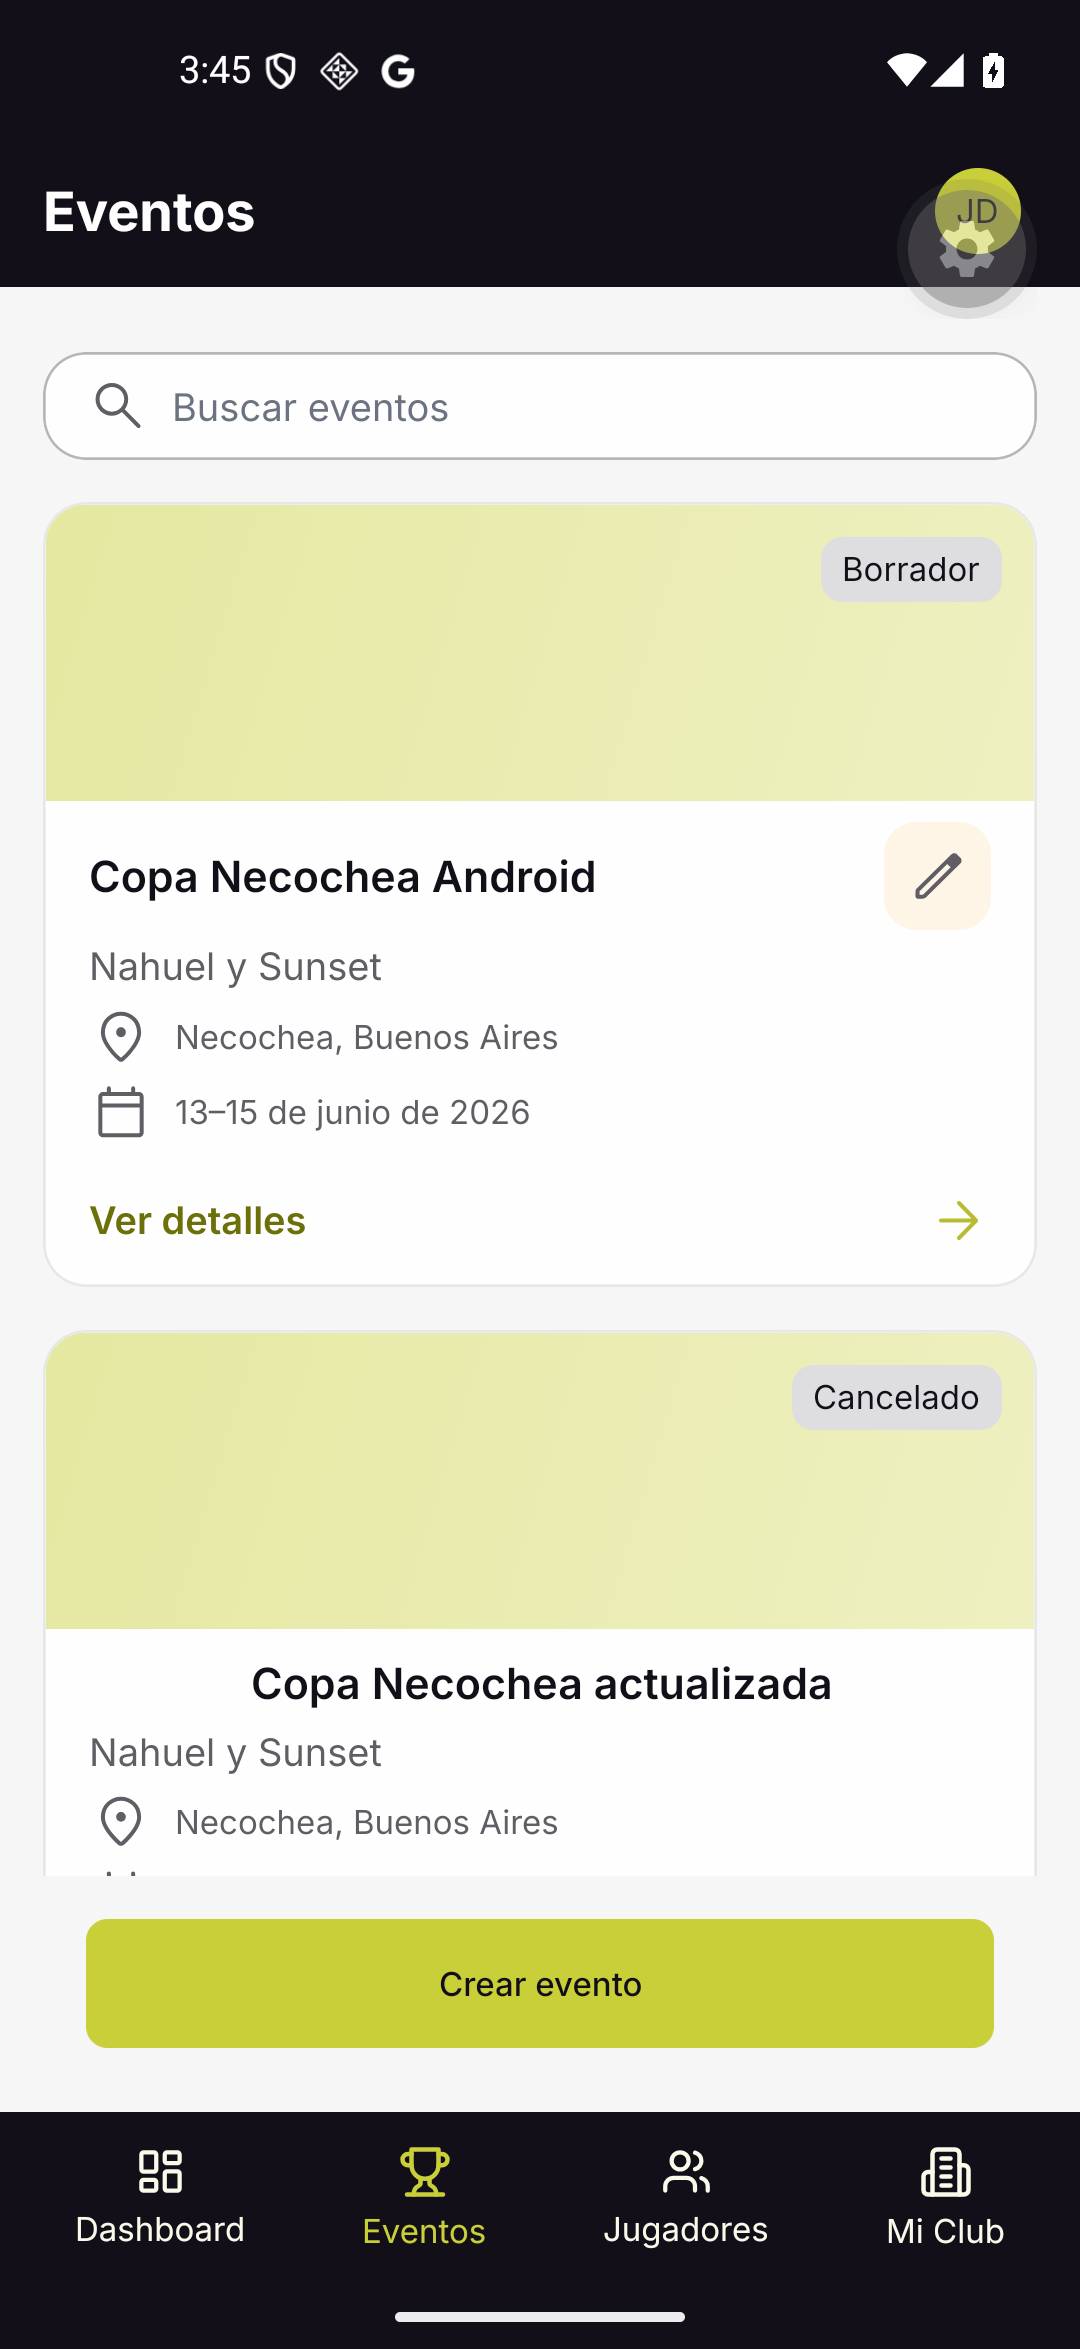 3:45
Eventos
JD
Buscar eventos
Borrador
Copa Necochea Android
Nahuel y Sunset
Necochea, Buenos Aires
13–15 de junio de 2026
Ver detalles
Cancelado
Copa Necochea actualizada
Nahuel y Sunset
Necochea, Buenos Aires
Crear evento
Dashboard
Eventos
Jugadores
Mi Club